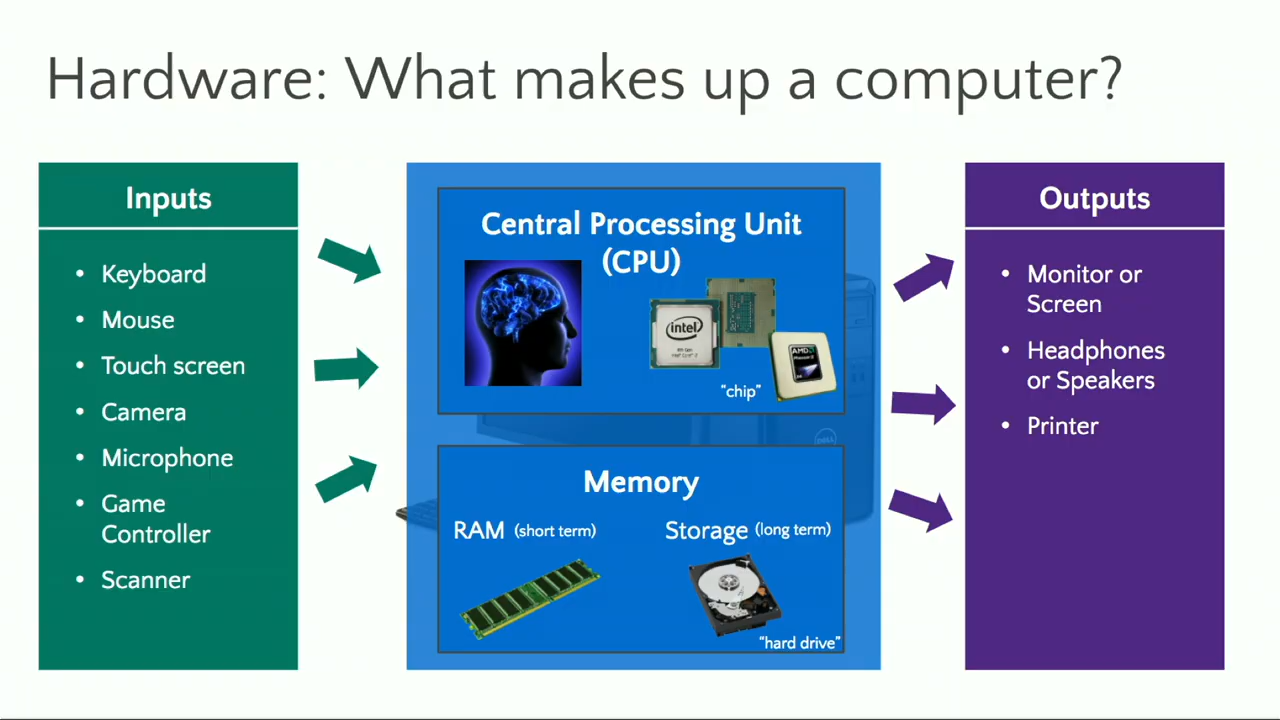 Hardware: What makes up a computer?
Inputs
• Keyboard
• Mouse
• Touch screen
• Camera
• Microphone
• Game
Controller
• Scanner
Central Processing Unit
(CPU)
intel
AMD
"chip"
DELL
Memory
RAM (short term)
Storage (long term)
"hard drive"
Outputs
• Monitor or
Screen
• Headphones
or Speakers
• Printer